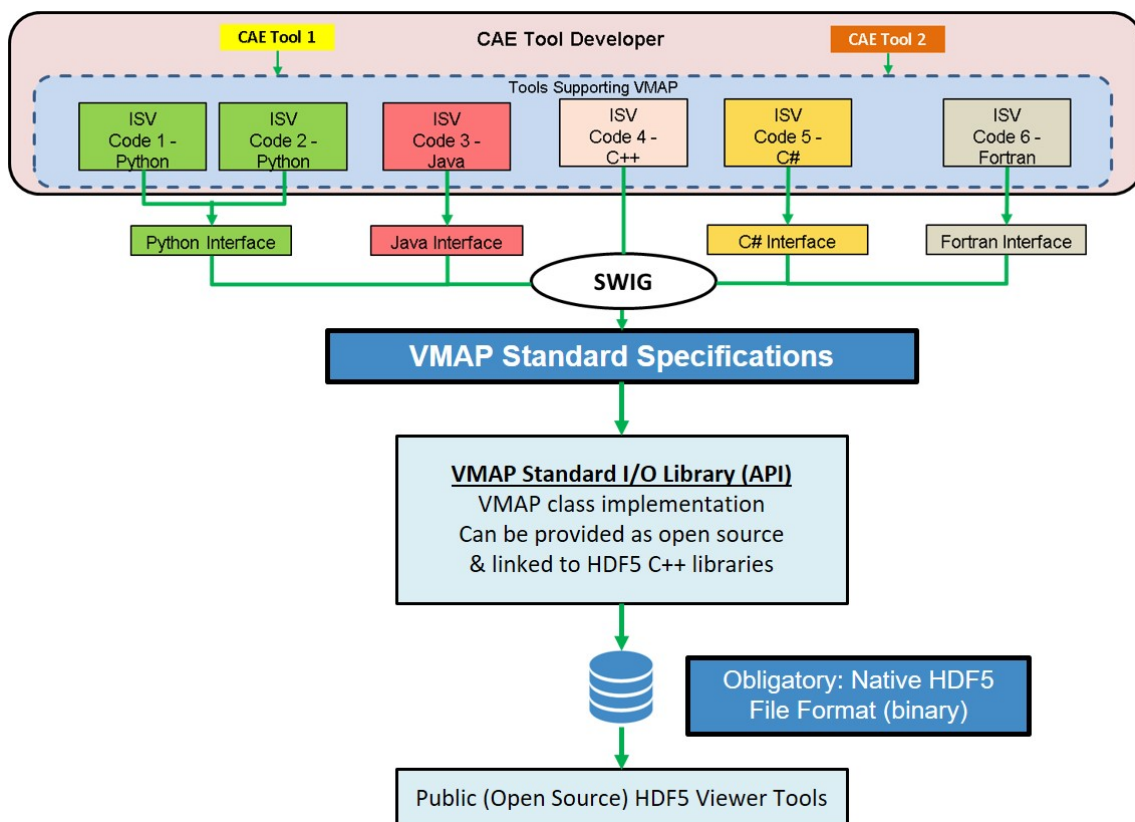 CAE Tool 1
CAE Tool Developer
CAE Tool 2
Tools Supporting VMAP
ISV
Code 1 -
Python
ISV
Code 2 -
Python
ISV
Code 3 -
Java
ISV
Code 4 -
C++
ISV
Code 5 -
C#
ISV
Code 6 -
Fortran
Python Interface
Java Interface
C# Interface
Fortran Interface
SWIG
VMAP Standard Specifications
VMAP Standard I/O Library (API)
VMAP class implementation
Can be provided as open source
& linked to HDF5 C++ libraries
Obligatory: Native HDF5
File Format (binary)
Public (Open Source) HDF5 Viewer Tools